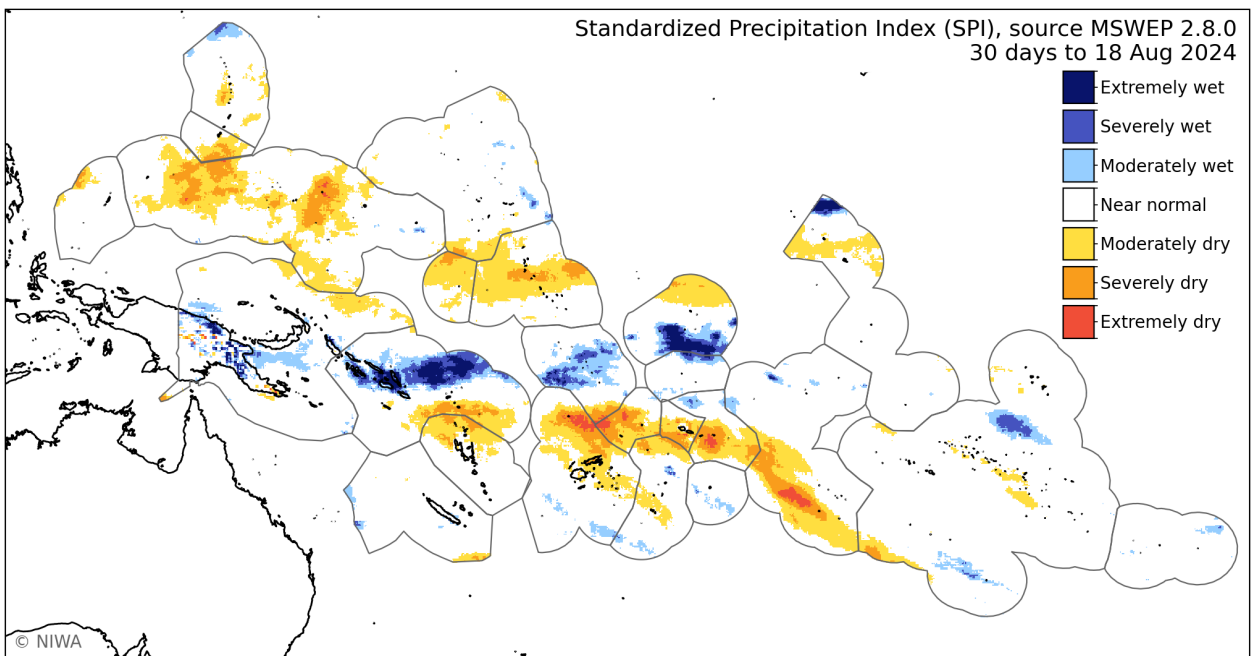 Standardized Precipitation Index (SPI), source MSWEP 2.8.0
30 days to 18 Aug 2024
Extremely wet
Severely wet
Moderately wet
Near normal
Moderately dry
Severely dry
Extremely dry
© NIWA